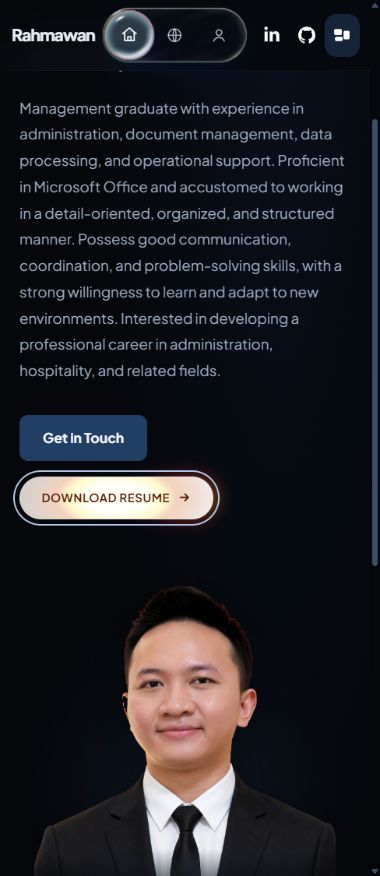 Rahmawan
Management graduate with experience in
administration, document management, data
processing, and operational support. Proficient
in Microsoft Office and accustomed to working
in a detail-oriented, organized, and structured
manner. Possess good communication,
coordination, and problem-solving skills, with a
strong willingness to learn and adapt to new
environments. Interested in developing a
professional career in administration,
hospitality, and related fields.
Get in Touch
DOWNLOAD RESUME →